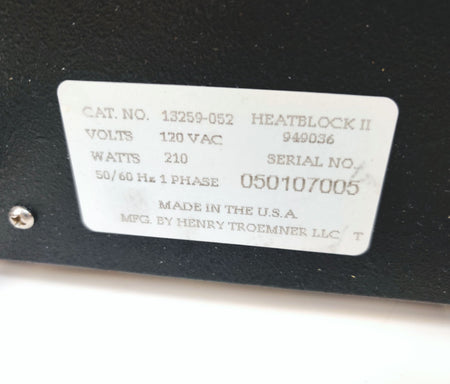 CAT. NO. 13259-052 HEATBLOCK II
VOLTS 120 VAC 949036
WATTS 210 SERIAL NO.
50/60 Hz 1 PHASE 050107005
MADE IN THE U.S.A
MFG. BY HENRY TROEMNER LLC T